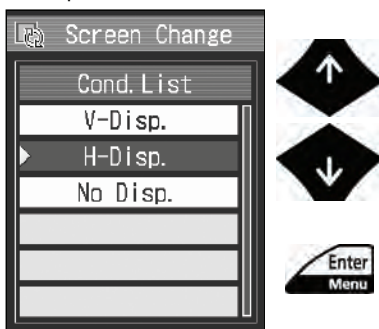 Screen Change
Cond. List
V-Disp.
H-Disp.
No Disp.
Enter
Menu